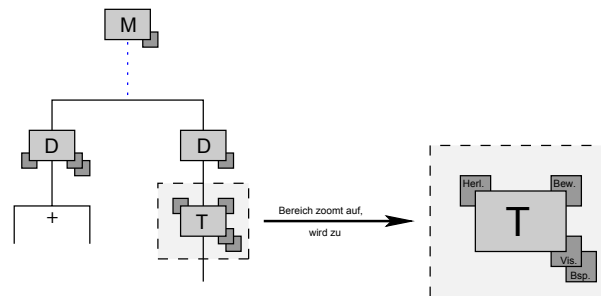 M
D
D
+
T
Bereich zoomt auf,
wird zu
Herl.
Bew.
T
Vis.
Bsp.